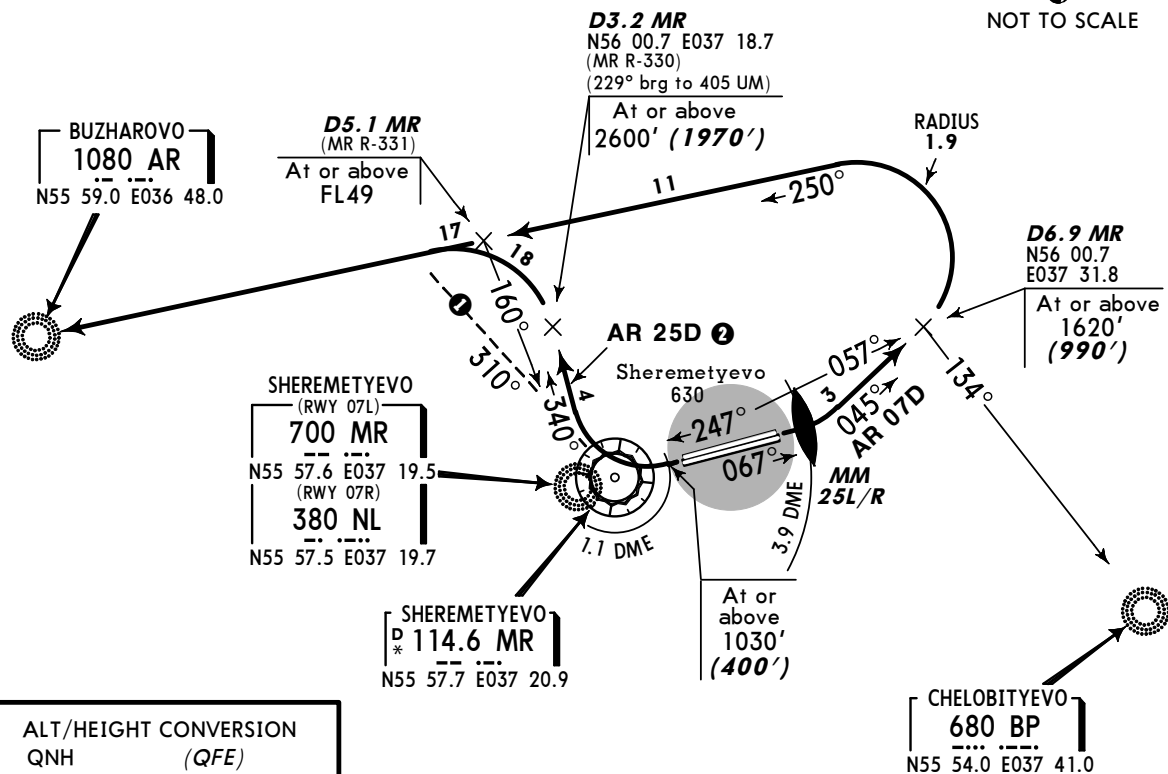 NOT TO SCALE
D3.2 MR
N56 00.7 E037 18.7
(MR R-330)
(229° brg to 405 UM)
At or above
2600' (1970')
D5.1 MR
(MR R-331)
At or above
FL49
BUZHAROVO
1080 AR
N55 59.0 E036 48.0
RADIUS
1.9
11
250°
D6.9 MR
N56 00.7
E037 31.8
At or above
1620'
(990')
17
18
160°
1
310°
340°
4
AR 25D 2
Sheremetyevo
630
247°
067°
057°
3
045°
AR 07D
134°
MM
25L/R
3.9 DME
1.1 DME
SHEREMETYEVO
(RWY 07L)
700 MR
N55 57.6 E037 19.5
(RWY 07R)
380 NL
N55 57.5 E037 19.7
At or
above
1030'
(400')
SHEREMETYEVO
D
* 114.6 MR
N55 57.7 E037 20.9
CHELOBITYEVO
680 BP
N55 54.0 E037 41.0
ALT/HEIGHT CONVERSION
QNH (QFE)